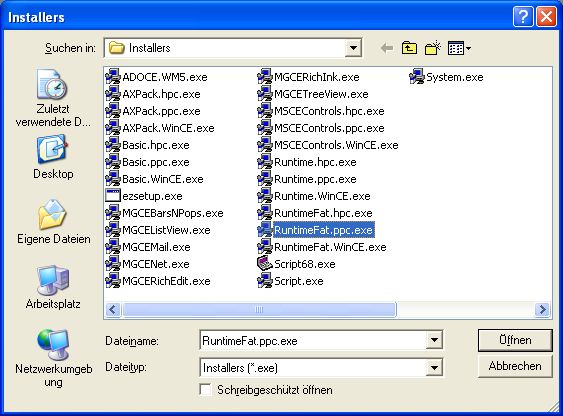 Installers
Suchen in:
Installers
Zuletzt
verwendete D...
Desktop
Eigene Dateien
Arbeitsplatz
Netzwerkumgeb
ung
ADOCE.WM5.exe
AXPack.hpc.exe
AXPack.ppc.exe
AXPack.WinCE.exe
Basic.hpc.exe
Basic.ppc.exe
Basic.WinCE.exe
ezsetup.exe
MGCEBarsNPops.exe
MGCEListView.exe
MGCEMail.exe
MGCENet.exe
MGCERichEdit.exe
MGCERichInk.exe
MGCETreeView.exe
MSCEControls.hpc.exe
MSCEControls.ppc.exe
MSCEControls.WinCE.exe
Runtime.hpc.exe
Runtime.ppc.exe
Runtime.WinCE.exe
RuntimeFat.hpc.exe
RuntimeFat.ppc.exe
RuntimeFat.WinCE.exe
Script68.exe
Script.exe
System.exe
Dateiname:
RuntimeFat.ppc.exe
Öffnen
Dateityp:
Installers (*.exe)
Abbrechen
Schreibgeschützt öffnen